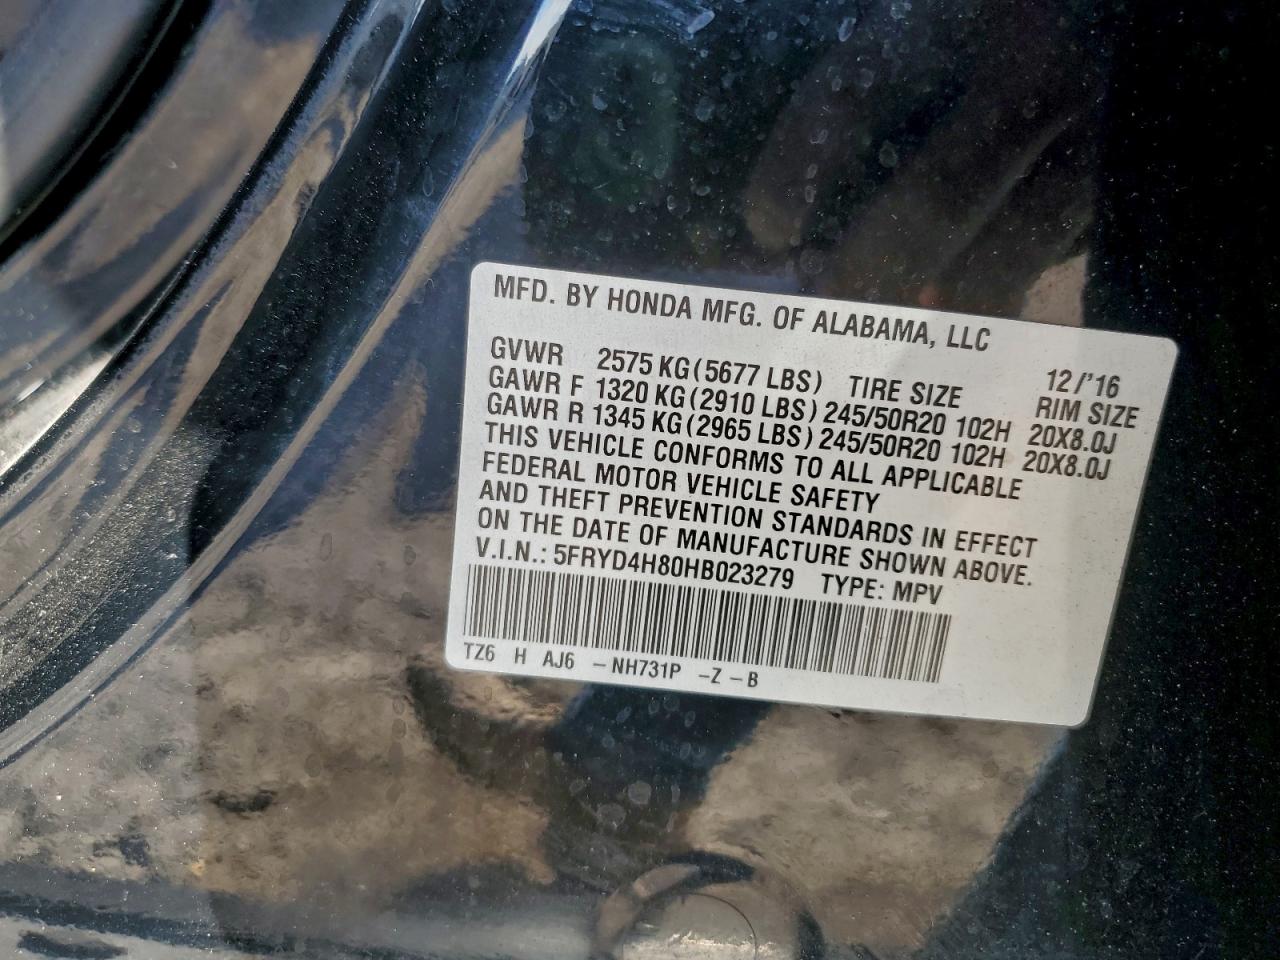 MFD. BY HONDA MFG. OF ALABAMA, LLC
12/'16
GVWR 2575 KG(5677 LBS) TIRE SIZE RIM SIZE
GAWR F 1320 KG(2910 LBS) 245/50R20 102H 20X8.0J
GAWR R 1345 KG(2965 LBS) 245/50R20 102H 20X8.0J
THIS VEHICLE CONFORMS TO ALL APPLICABLE
FEDERAL MOTOR VEHICLE SAFETY
AND THEFT PREVENTION STANDARDS IN EFFECT
ON THE DATE OF MANUFACTURE SHOWN ABOVE.
V.I.N.: 5FRYD4H80HB023279 TYPE: MPV
TZ6 H AJ6 -NH731P -Z -B